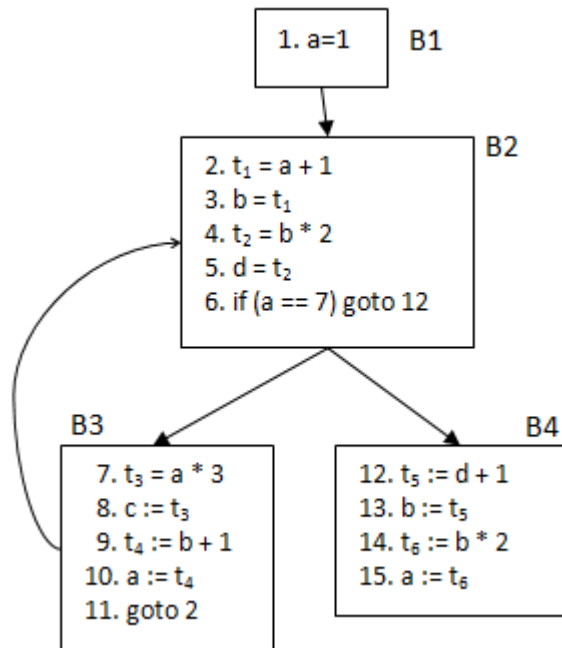 1. a=1
B1
B2
2. t₁ = a + 1
3. b = t₁
4. t₂ = b * 2
5. d = t₂
6. if (a == 7) goto 12
B3
7. t₃ = a * 3
8. c := t₃
9. t₄ := b + 1
10. a := t₄
11. goto 2
B4
12. t₅ := d + 1
13. b := t₅
14. t₆ := b * 2
15. a := t₆